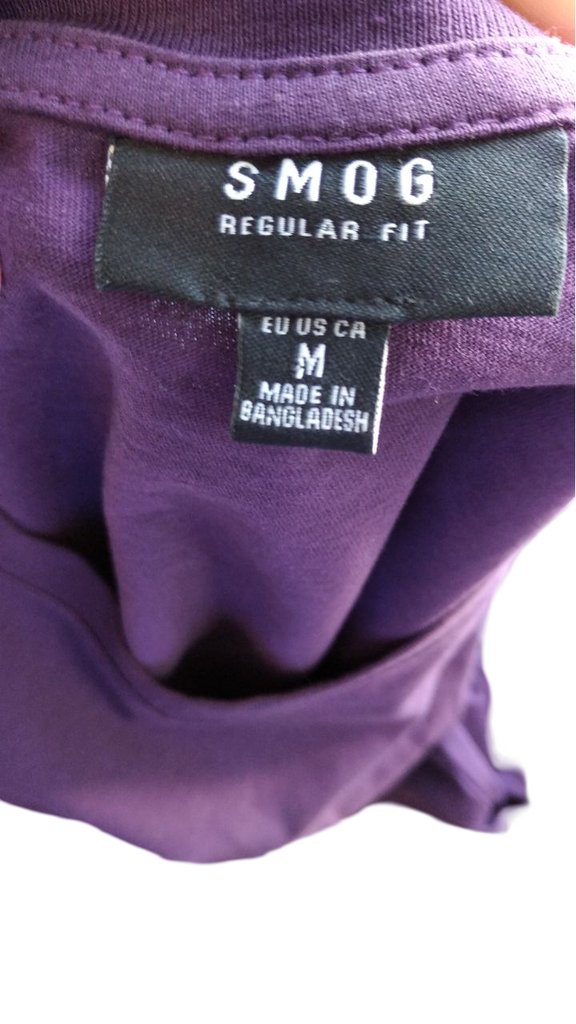 SMOG
REGULAR FIT
EU US CA
M
MADE IN
BANGLADESH